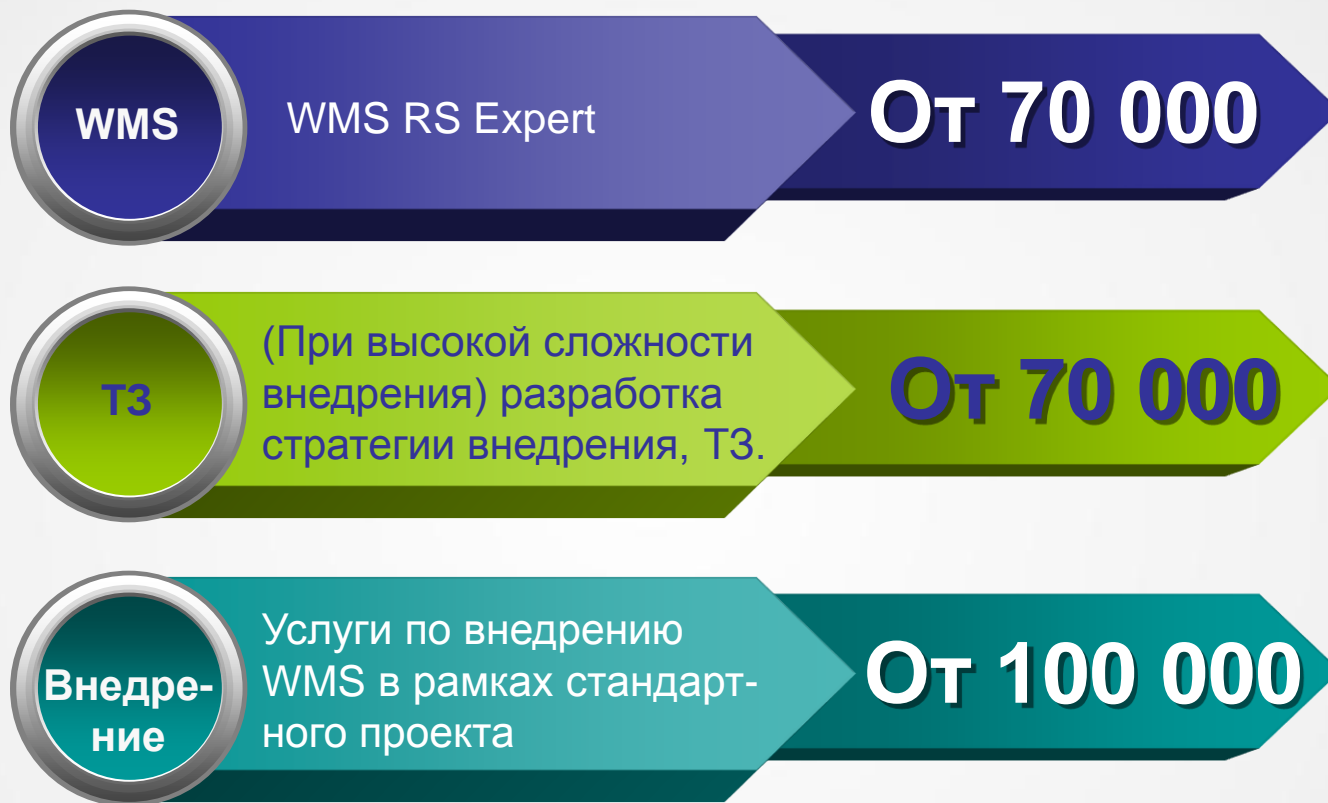 WMS
WMS RS Expert
От 70 000
ТЗ
(При высокой сложности
внедрения) разработка
стратегии внедрения, ТЗ.
От 70 000
Внедре-
ние
Услуги по внедрению
WMS в рамках стандарт-
ного проекта
От 100 000